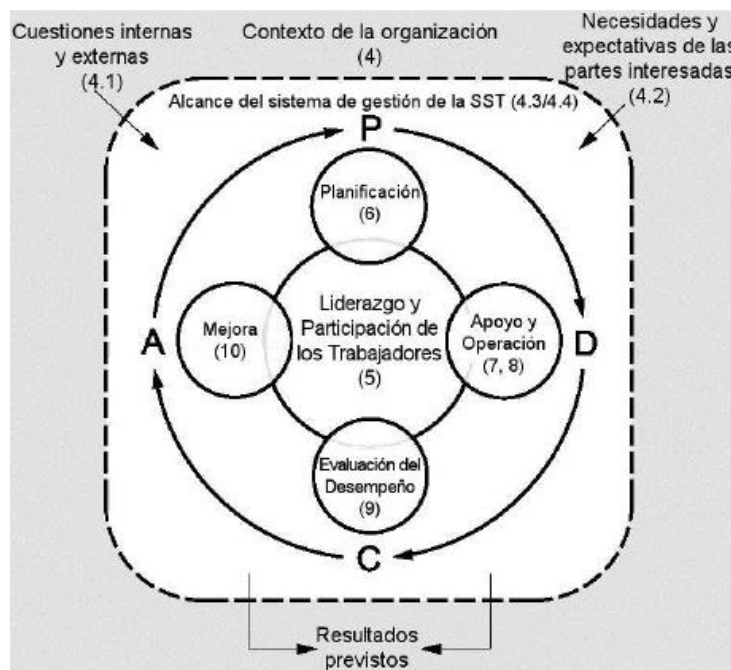 Cuestiones internas
y externas
(4.1)
Contexto de la organización
(4)
Necesidades y
expectativas de las
partes interesadas
(4.2)
Alcance del sistema de gestión de la SST (4.3/4.4)
P
Planificación
(6)
A
Mejora
(10)
Liderazgo y
Participación de
los Trabajadores
(5)
Apoyo y
Operación
(7, 8)
D
Evaluación del
Desempeño
(9)
C
Resultados
previstos